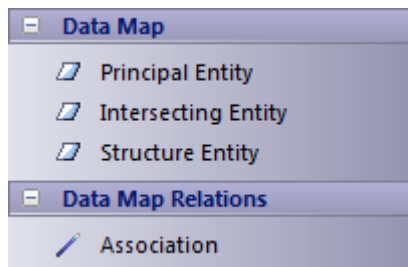 Data Map
Principal Entity
Intersecting Entity
Structure Entity
Data Map Relations
Association